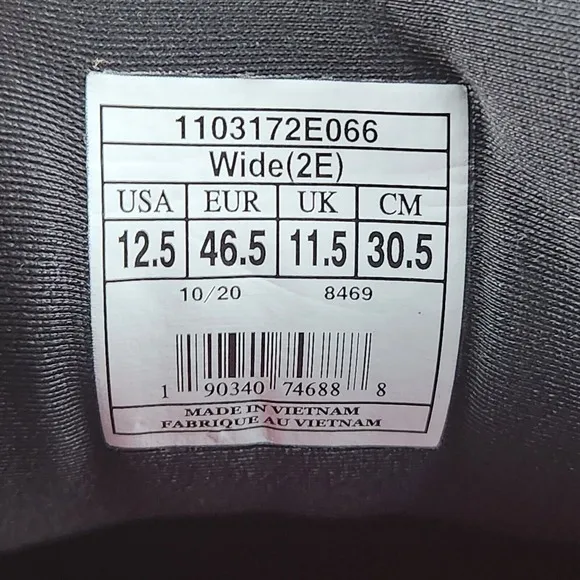 1103172E066
Wide(2E)
USA EUR UK CM
12.5 46.5 11.5 30.5
10/20 8469
1 90340 74688 8
MADE IN VIETNAM
FABRIQUE AU VIETNAM